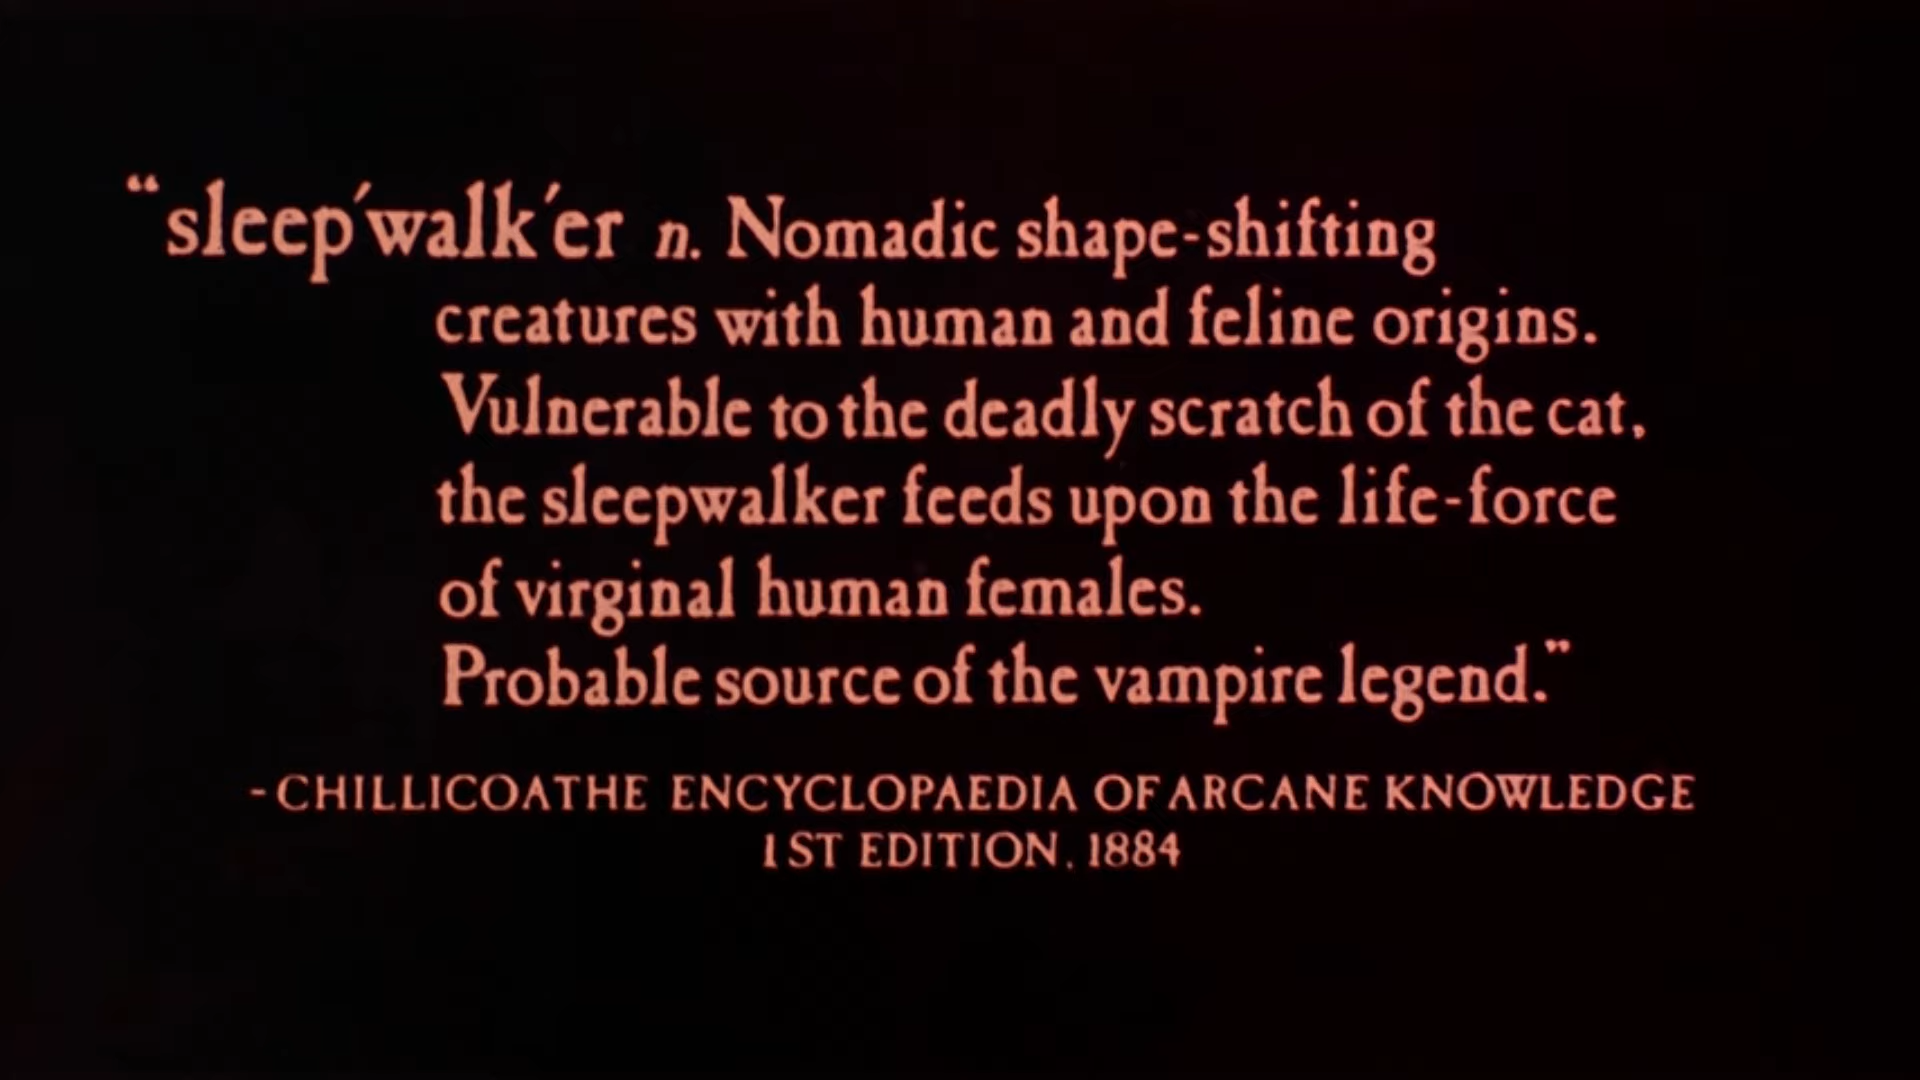 “sleep′walk′er n. Nomadic shape-shifting
creatures with human and feline origins.
Vulnerable to the deadly scratch of the cat,
the sleepwalker feeds upon the life-force
of virginal human females.
Probable source of the vampire legend.”
-CHILLICOATHE ENCYCLOPAEDIA OF ARCANE KNOWLEDGE
1ST EDITION, 1884